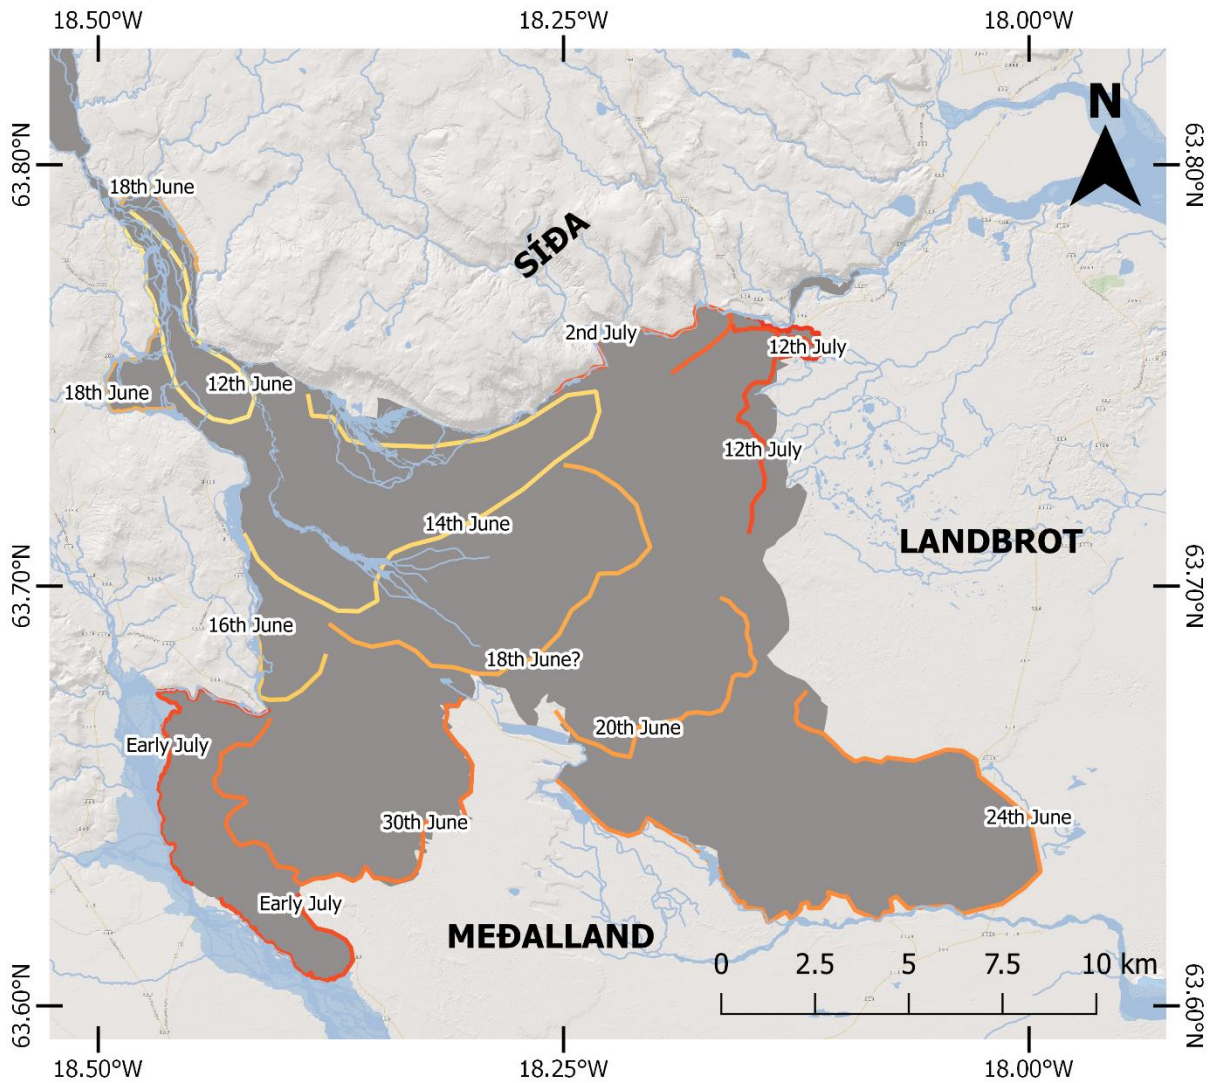 18.50°W
18.25°W
18.00°W
N
63.80°N
63.80°N
18th June
SÍÐA
2nd July
12th July
18th June
12th June
12th July
14th June
LANDBROT
63.70°N
63.70°N
16th June
18th June?
20th June
Early July
30th June
24th June
Early July
MEÐALLAND
0 2.5 5 7.5 10 km
63.60°N
63.60°N
18.50°W
18.25°W
18.00°W